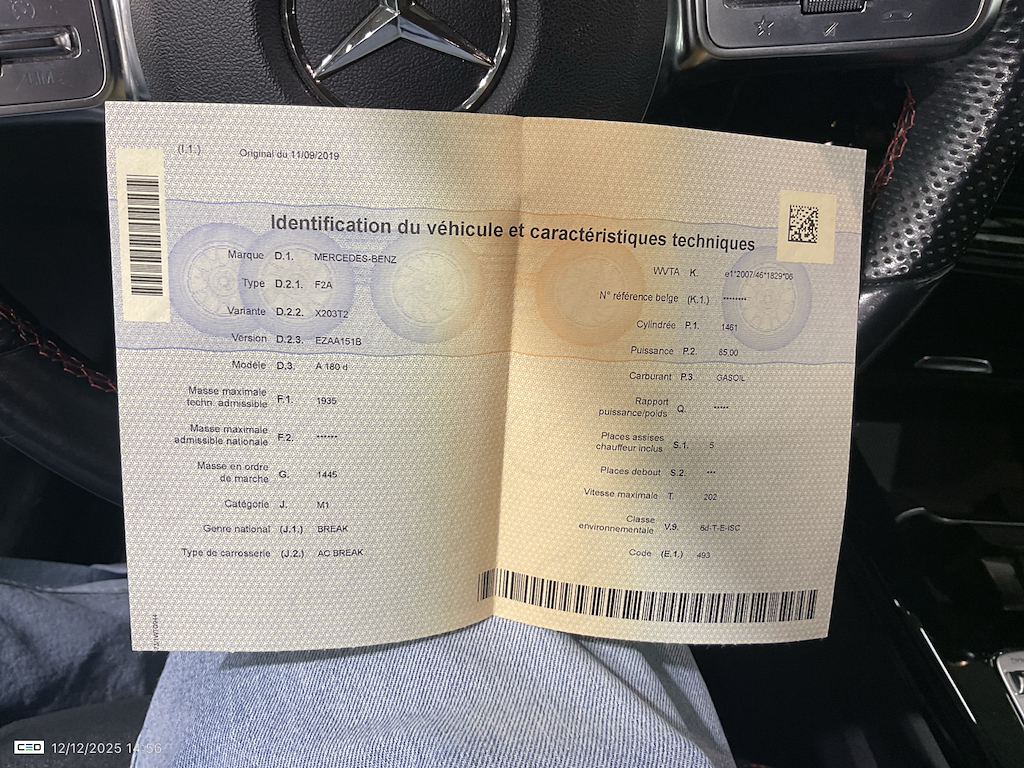 (I.1.) Original du 11/09/2019
Identification du véhicule et caractéristiques techniques
Marque D.1. MERCEDES-BENZ
Type D.2.1. F2A
Variante D.2.2. X203T2
Version D.2.3. EZAA151B
Modèle D.3. A 180 d
Masse maximale
techn. admissible F.1. 1935
Masse maximale
admissible nationale F.2. ******
Masse en ordre
de marche G. 1445
Catégorie J. M1
Genre national (J.1.) BREAK
Type de carrosserie (J.2.) AC BREAK
WVTA K. e1*2007/46*1829*06
N° référence belge (K.1.) ********
Cylindrée P.1. 1461
Puissance P.2. 85,00
Carburant P.3. GASOIL
Rapport
puissance/poids Q. *****
Places assises
chauffeur inclus S.1. 5
Places debout S.2. ***
Vitesse maximale T. 202
Classe
environnementale V.9. 6d-T-E-ISC
Code (E.1.) 493
CEO 12/12/2025 14:56